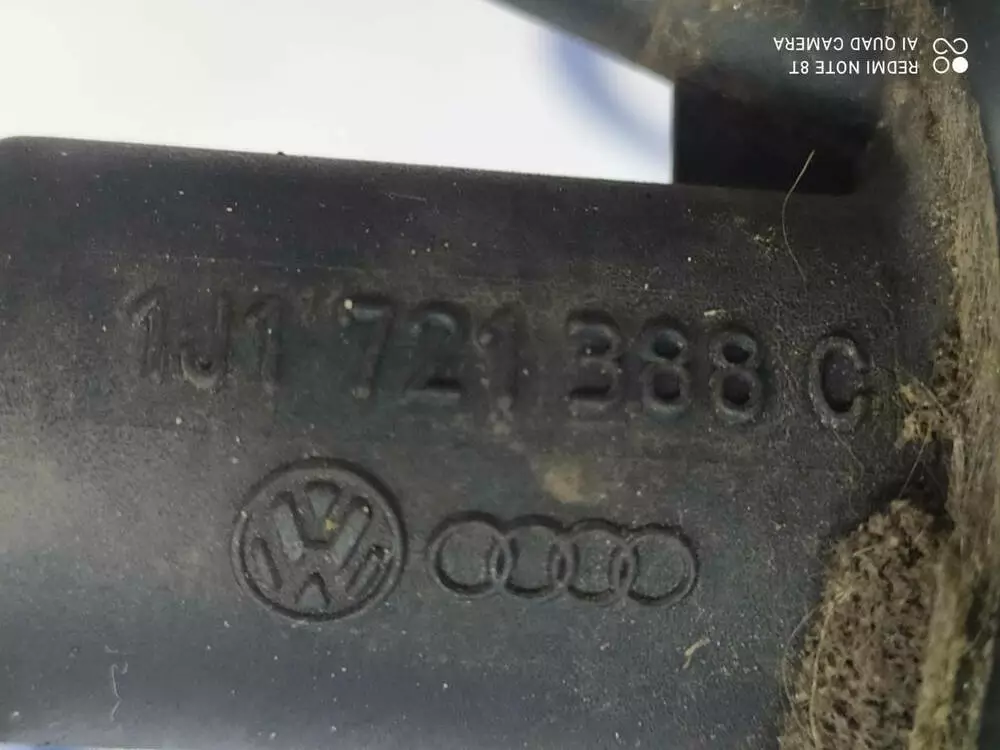 1J1 721 388 C
REDMI NOTE 8T
AI QUAD CAMERA